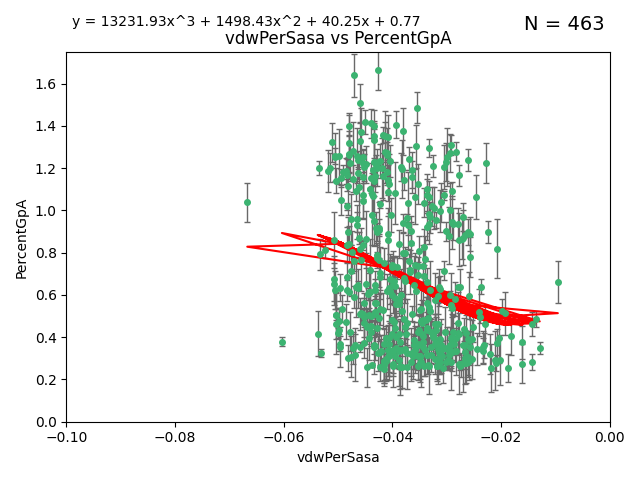 y = 13231.93x^3 + 1498.43x^2 + 40.25x + 0.77
N = 463
vdwPerSasa vs PercentGpA
PercentGpA
1.6
1.4
1.2
1.0
0.8
0.6
0.4
0.2
0.0
−0.10 −0.08 −0.06 −0.04 −0.02 0.00
vdwPerSasa